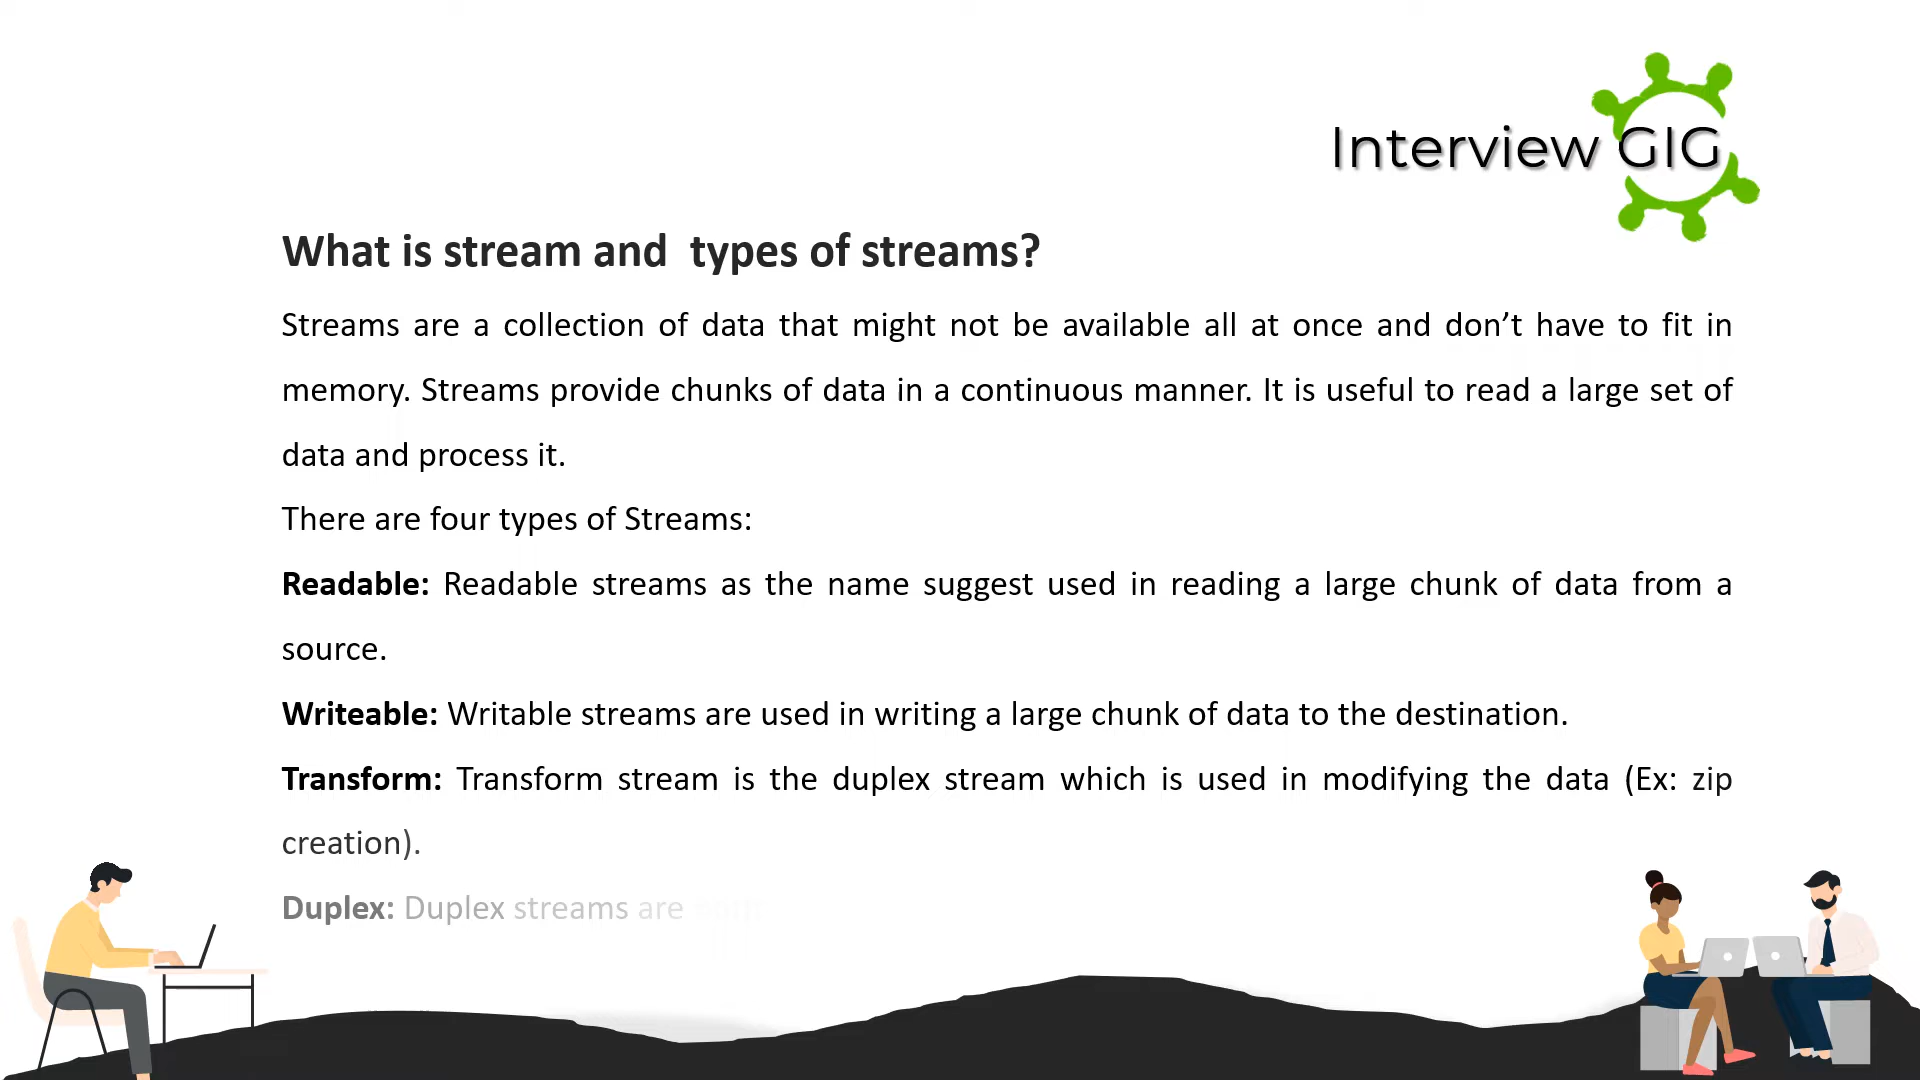 Interview GIG
What is stream and  types of streams?
Streams are a collection of data that might not be available all at once and don’t have to fit in
memory. Streams provide chunks of data in a continuous manner. It is useful to read a large set of
data and process it.
There are four types of Streams:
Readable: Readable streams as the name suggest used in reading a large chunk of data from a
source.
Writeable: Writable streams are used in writing a large chunk of data to the destination.
Transform: Transform stream is the duplex stream which is used in modifying the data (Ex: zip
creation).
Duplex: Duplex streams are